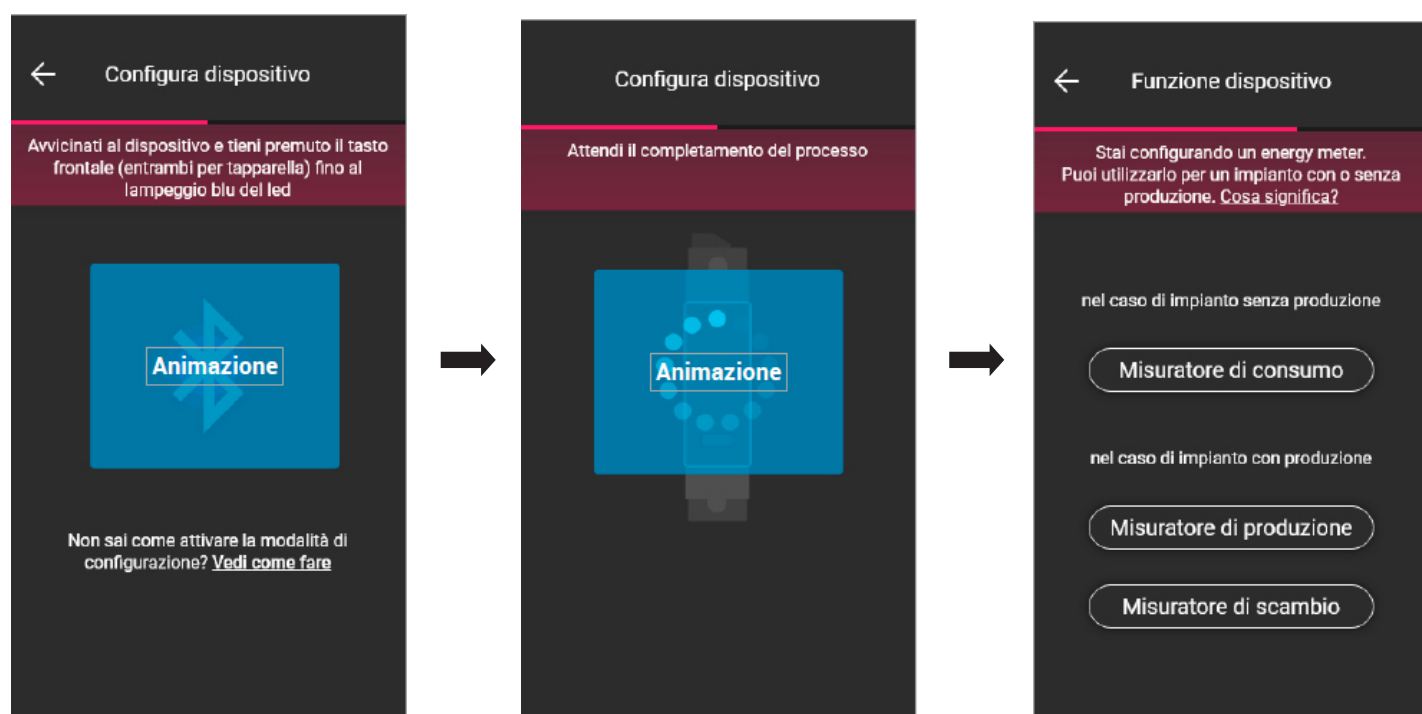 Configura dispositivo
Avvicinati al dispositivo e tieni premuto il tasto
frontale (entrambi per tapparella) fino al
lampeggio blu del led
Animazione
Non sai come attivare la modalità di
configurazione? Vedi come fare
Configura dispositivo
Attendi il completamento del processo
Animazione
Funzione dispositivo
Stai configurando un energy meter.
Puoi utilizzarlo per un impianto con o senza
produzione. Cosa significa?
nel caso di impianto senza produzione
Misuratore di consumo
nel caso di impianto con produzione
Misuratore di produzione
Misuratore di scambio